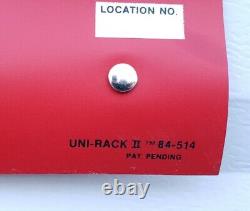 LOCATION NO.
UNI-RACK II ™ 84-514
PAT. PENDING